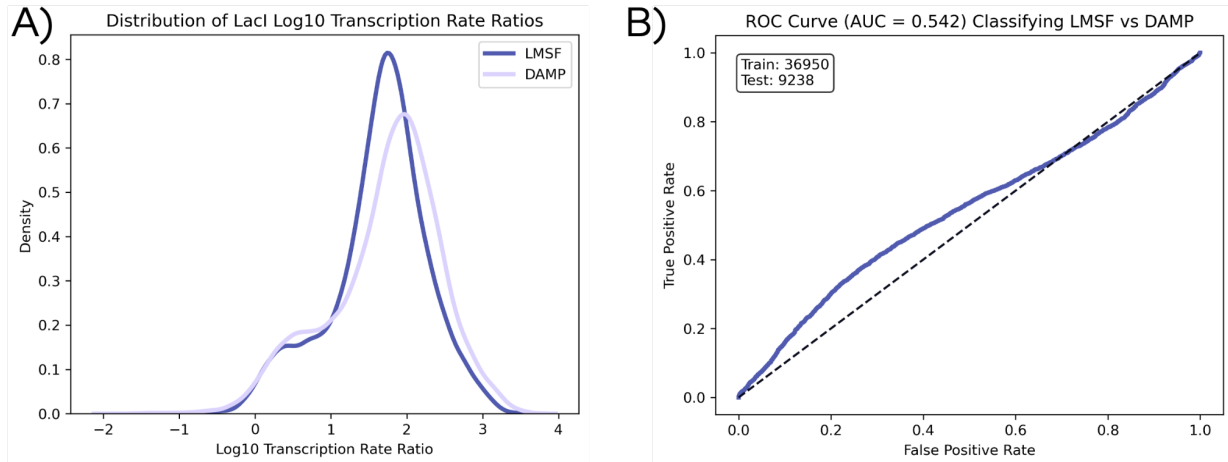 A)
Distribution of LacI Log10 Transcription Rate Ratios
LMSF
DAMP
Density
0.8
0.7
0.6
0.5
0.4
0.3
0.2
0.1
0.0
−2
−1
0
1
2
3
4
Log10 Transcription Rate Ratio
B)
ROC Curve (AUC = 0.542) Classifying LMSF vs DAMP
Train: 36950
Test: 9238
True Positive Rate
1.0
0.8
0.6
0.4
0.2
0.0
0.0
0.2
0.4
0.6
0.8
1.0
False Positive Rate